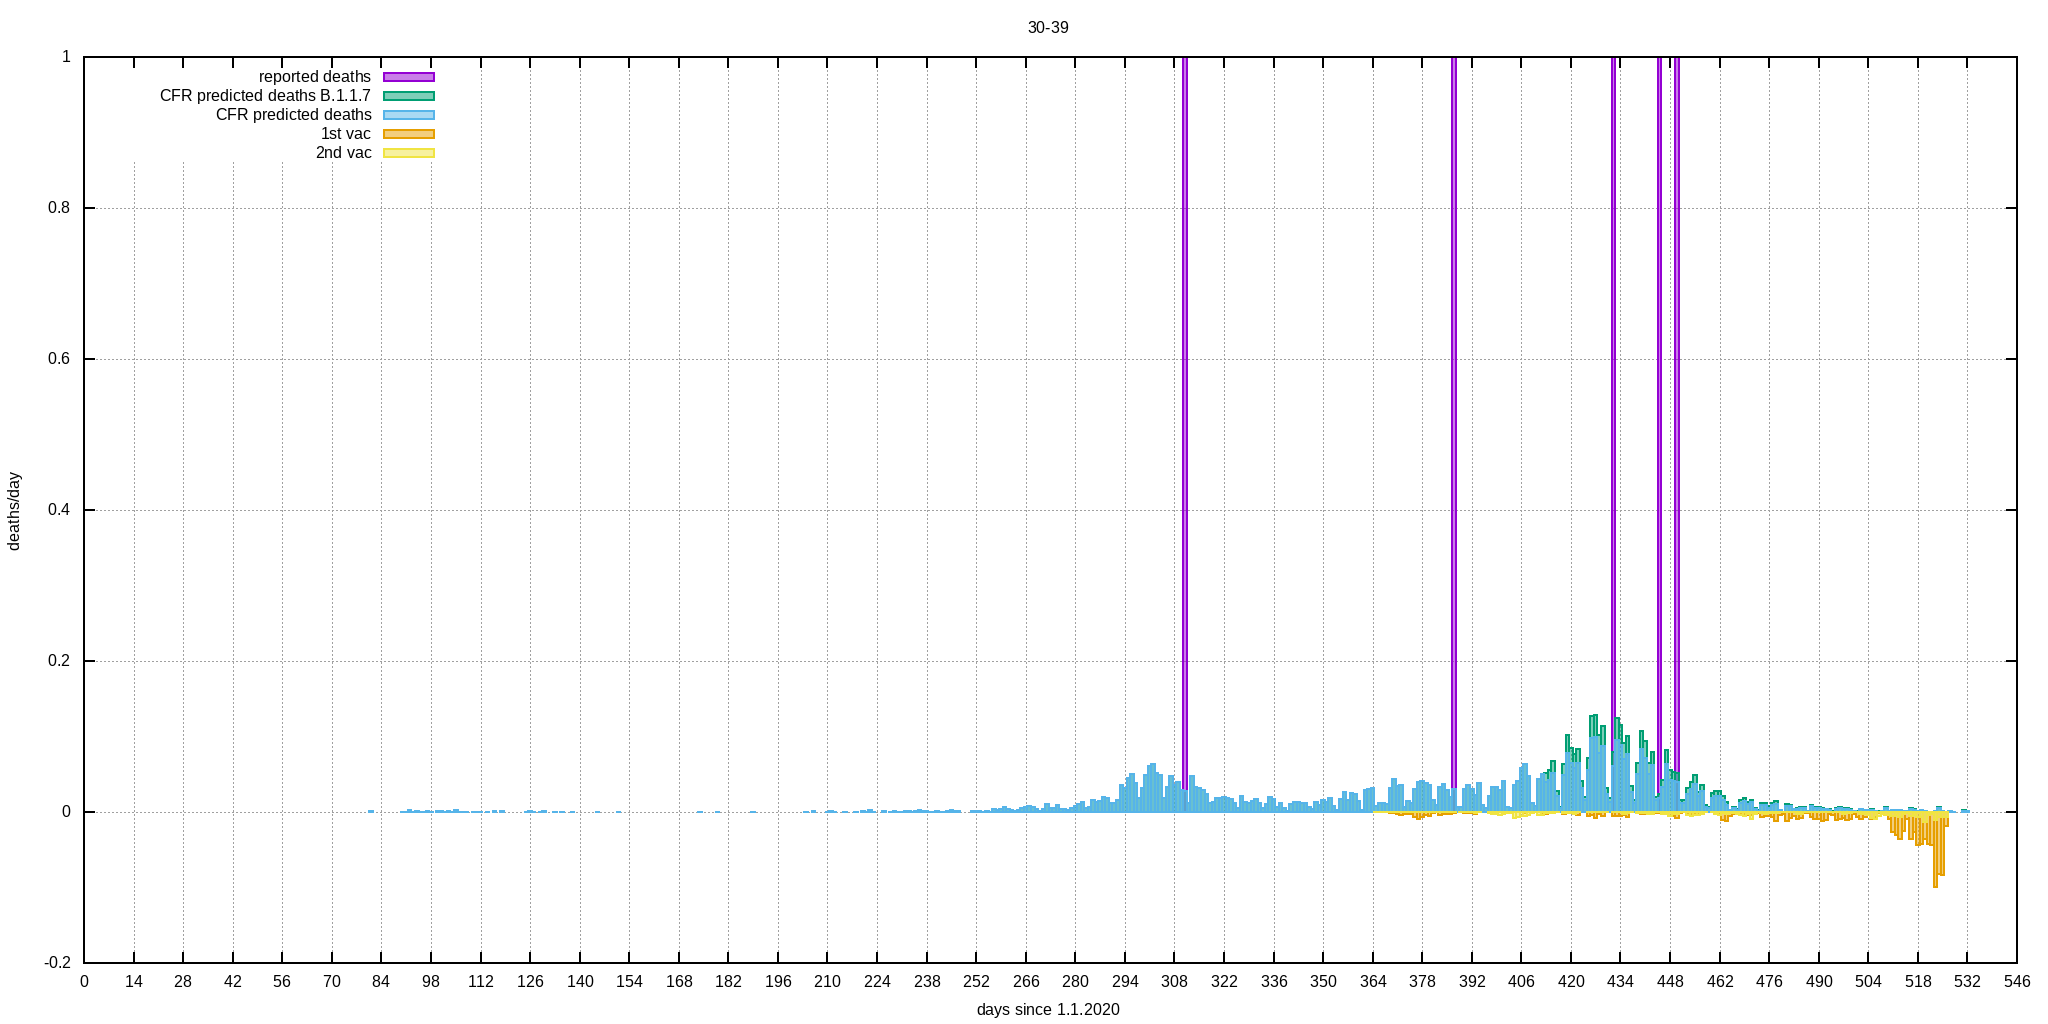 30-39
1
reported deaths
CFR predicted deaths B.1.1.7
CFR predicted deaths
1st vac
2nd vac
0.8
0.6
deaths/day
0.4
0.2
0
-0.2
0 14 28 42 56 70 84 98 112 126 140 154 168 182 196 210 224 238 252 266 280 294 308 322 336 350 364 378 392 406 420 434 448 462 476 490 504 518 532 546
days since 1.1.2020